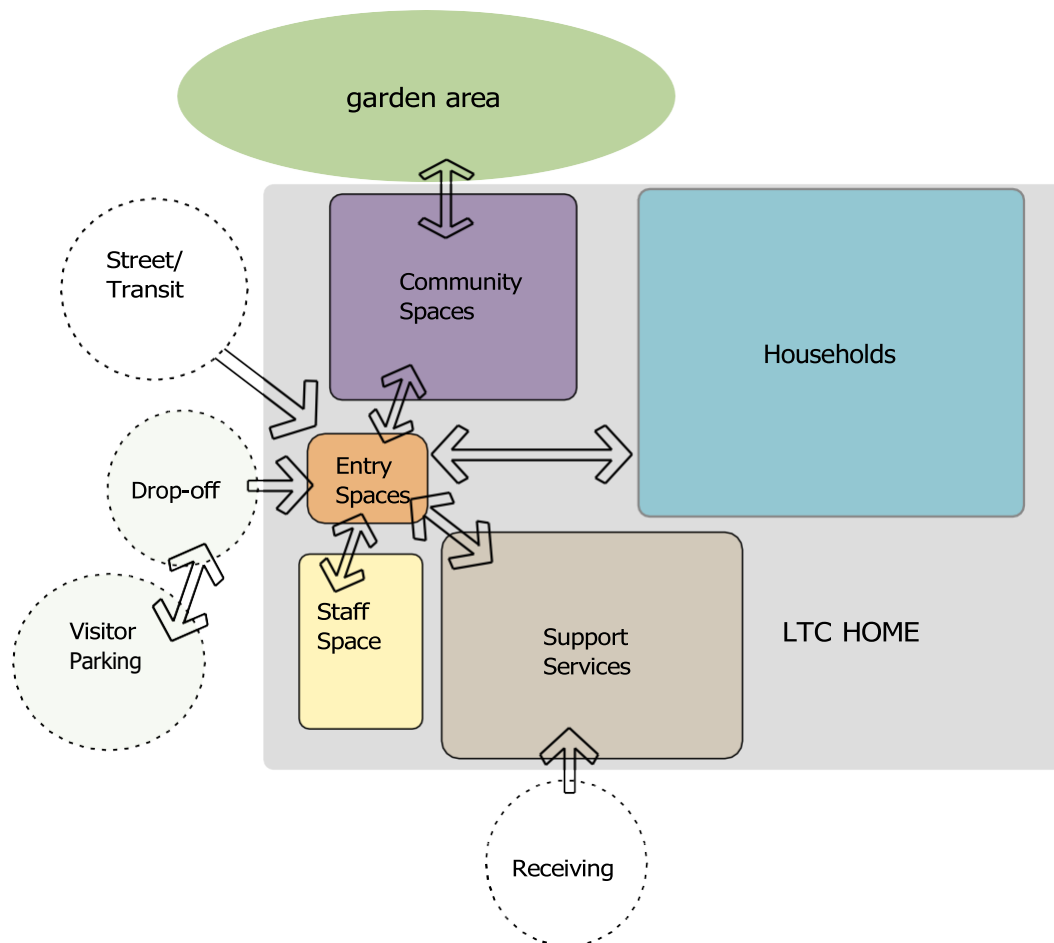 garden area
Street/
Transit
Community
Spaces
Households
Entry
Spaces
Drop-off
Staff
Space
Visitor
Parking
Support
Services
LTC HOME
Receiving